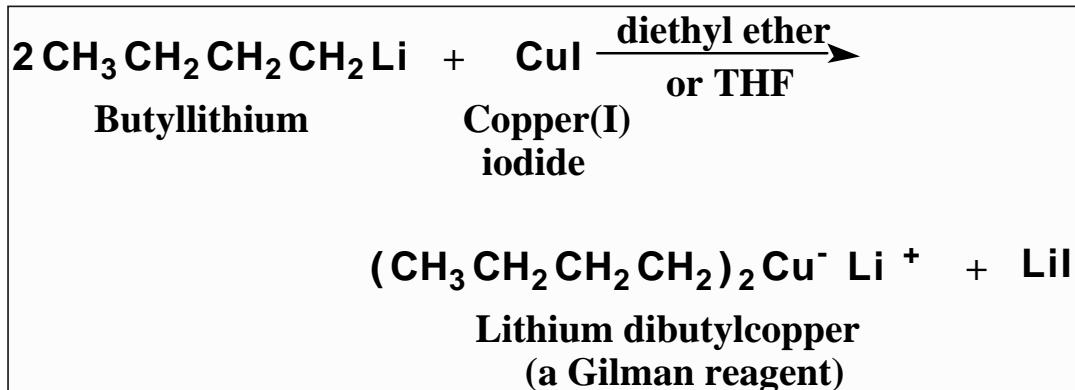 2 CH₃CH₂CH₂CH₂Li + CuI diethyl ether or THF
Butyllithium Copper(I) iodide
(CH₃CH₂CH₂CH₂)₂Cu⁻ Li⁺ + LiI
Lithium dibutylcopper
(a Gilman reagent)